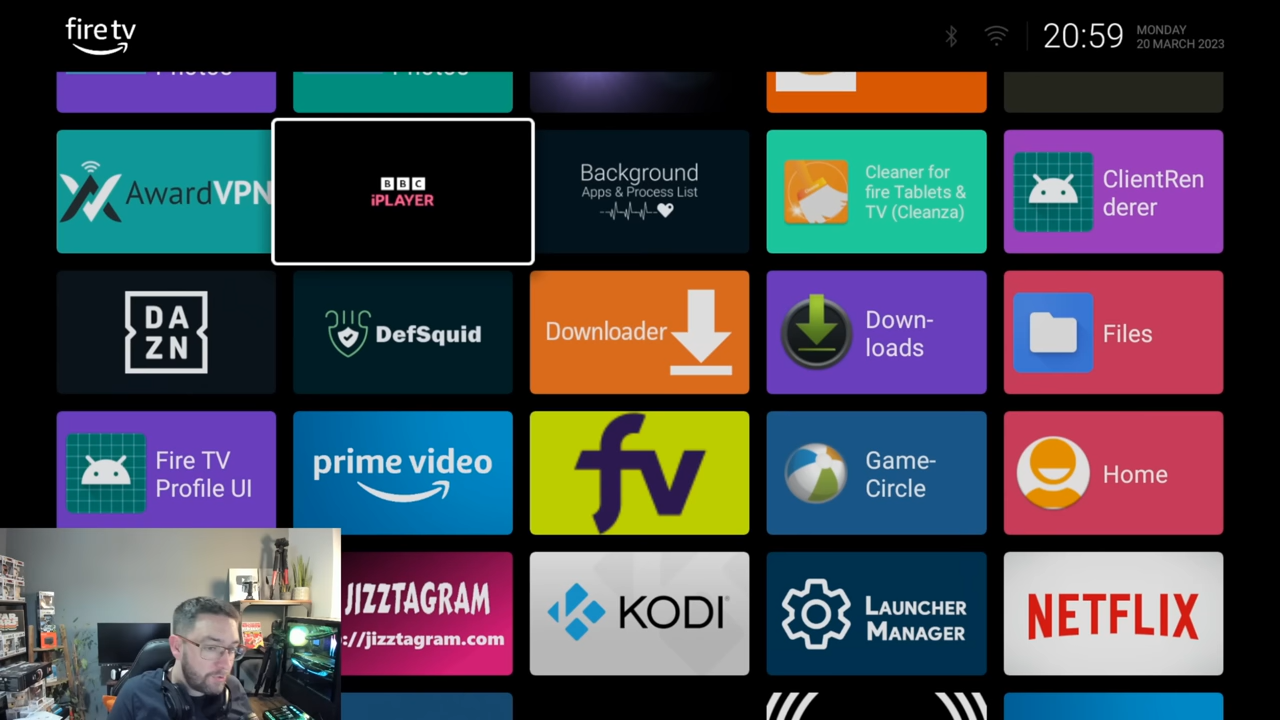 fire tv
20:59
MONDAY
20 MARCH 2023
Photos
Photos
AwardVPN
BBC
iPLAYER
Background
Apps & Process List
Cleaner for
fire Tablets &
TV (Cleanza)
ClientRen
derer
DA
ZN
DefSquid
Downloader
Down-
loads
Files
Fire TV
Profile UI
prime video
fv
Game-
Circle
Home
JIZZTAGRAM
://jizztagram.com
KODI
LAUNCHER
MANAGER
NETFLIX